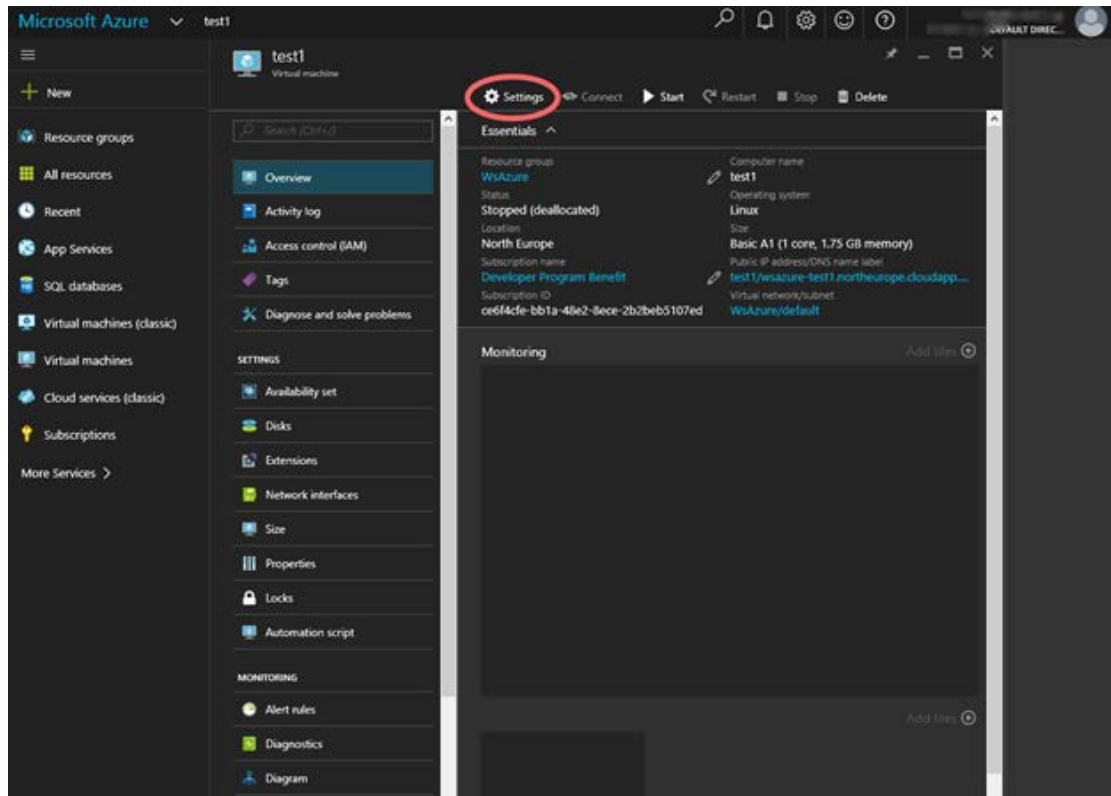 Microsoft Azure test1
DEFAULT DIREC...
test1
Virtual machine
New
Settings Connect Start Restart Stop Delete
Resource groups
All resources
Recent
App Services
SQL databases
Virtual machines (classic)
Virtual machines
Cloud services (classic)
Subscriptions
More Services
Search (Ctrl+/)
Overview
Activity log
Access control (IAM)
Tags
Diagnose and solve problems
SETTINGS
Availability set
Disks
Extensions
Network interfaces
Size
Properties
Locks
Automation script
MONITORING
Alert rules
Diagnostics
Diagram
Essentials
Resource group
WsAzure
Status
Stopped (deallocated)
Location
North Europe
Subscription name
Developer Program Benefit
Subscription ID
ce6f4cfe-bb1a-48e2-8ece-2b2beb5107ed
Computer name
test1
Operating system
Linux
Size
Basic A1 (1 core, 1.75 GB memory)
Public IP address/DNS name label
test1/wsazure-test1.northeurope.cloudapp....
Virtual network/subnet
WsAzure/default
Monitoring
Add tiles
Add tiles